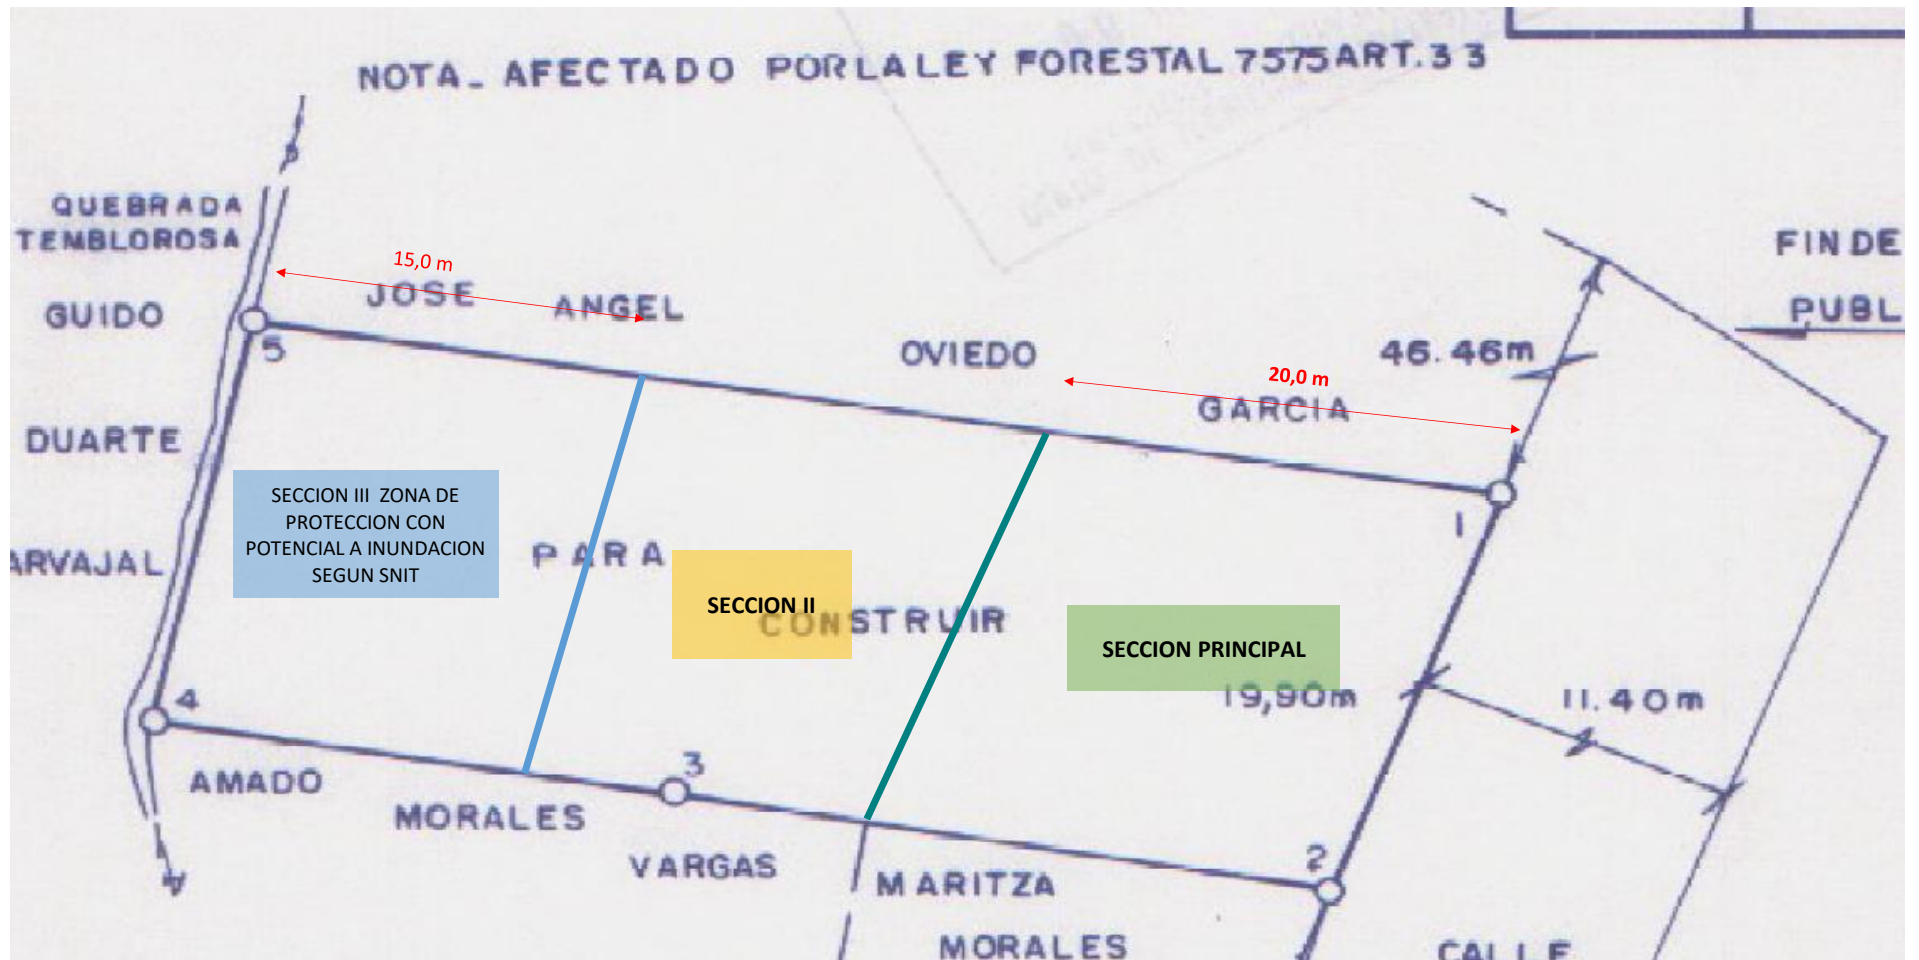 NOTA_ AFECTADO POR LA LEY FORESTAL 7575 ART.33
QUEBRADA
TEMBLOROSA
GUIDO
DUARTE
ARVAJAL
15,0 m
JOSE ANGEL
OVIEDO
GARCIA
20,0 m
46.46m
FIN DE
PUBL
5
1
SECCION III ZONA DE
PROTECCION CON
POTENCIAL A INUNDACION
SEGUN SNIT
PARA
CONSTRUIR
SECCION II
SECCION PRINCIPAL
19,90m
11.40m
4
3
2
AMADO
MORALES
VARGAS
MARITZA
MORALES
CALLE